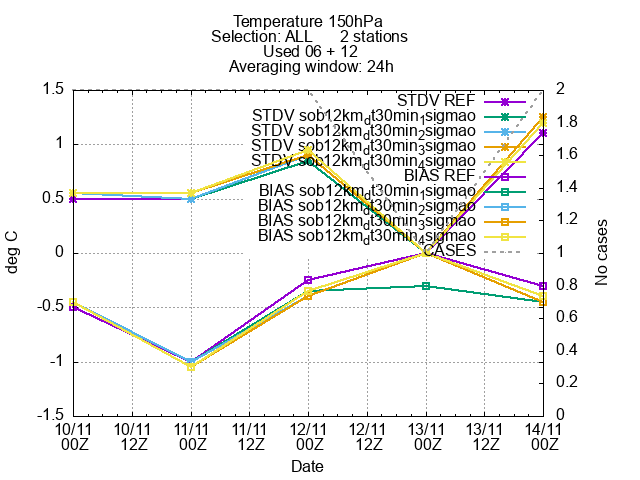 Temperature 150hPa
Selection: ALL 2 stations
Used 06 + 12
Averaging window: 24h
1.5
1
0.5
0
-0.5
-1
-1.5
deg C
2
1.8
1.6
1.4
1.2
1
0.8
0.6
0.4
0.2
0
No cases
STDV REF
STDV sob12km_dt30min_1sigmao
STDV sob12km_dt30min_2sigmao
STDV sob12km_dt30min_3sigmao
STDV sob12km_dt30min_4sigmao
BIAS REF
BIAS sob12km_dt30min_1sigmao
BIAS sob12km_dt30min_2sigmao
BIAS sob12km_dt30min_3sigmao
BIAS sob12km_dt30min_4sigmao
CASES
10/11 10/11 11/11 11/11 12/11 12/11 13/11 13/11 14/11
00Z 12Z 00Z 12Z 00Z 12Z 00Z 12Z 00Z
Date